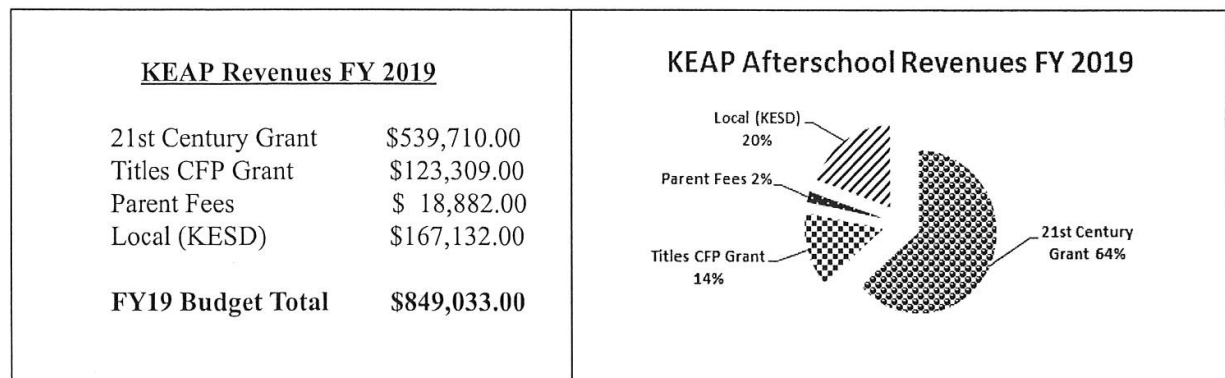 KEAP Revenues FY 2019
21st Century Grant $539,710.00
Titles CFP Grant $123,309.00
Parent Fees $ 18,882.00
Local (KESD) $167,132.00
FY19 Budget Total $849,033.00
KEAP Afterschool Revenues FY 2019
Local (KESD)
20%
Parent Fees 2%
Titles CFP Grant
14%
21st Century
Grant 64%